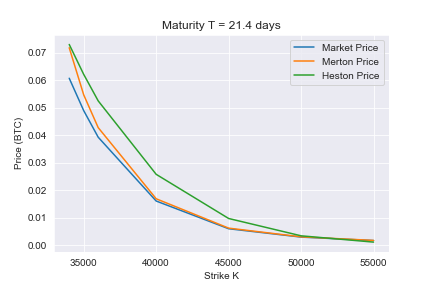 Maturity T = 21.4 days
Market Price
Merton Price
Heston Price
Price (BTC)
0.07
0.06
0.05
0.04
0.03
0.02
0.01
0.00
35000 40000 45000 50000 55000
Strike K